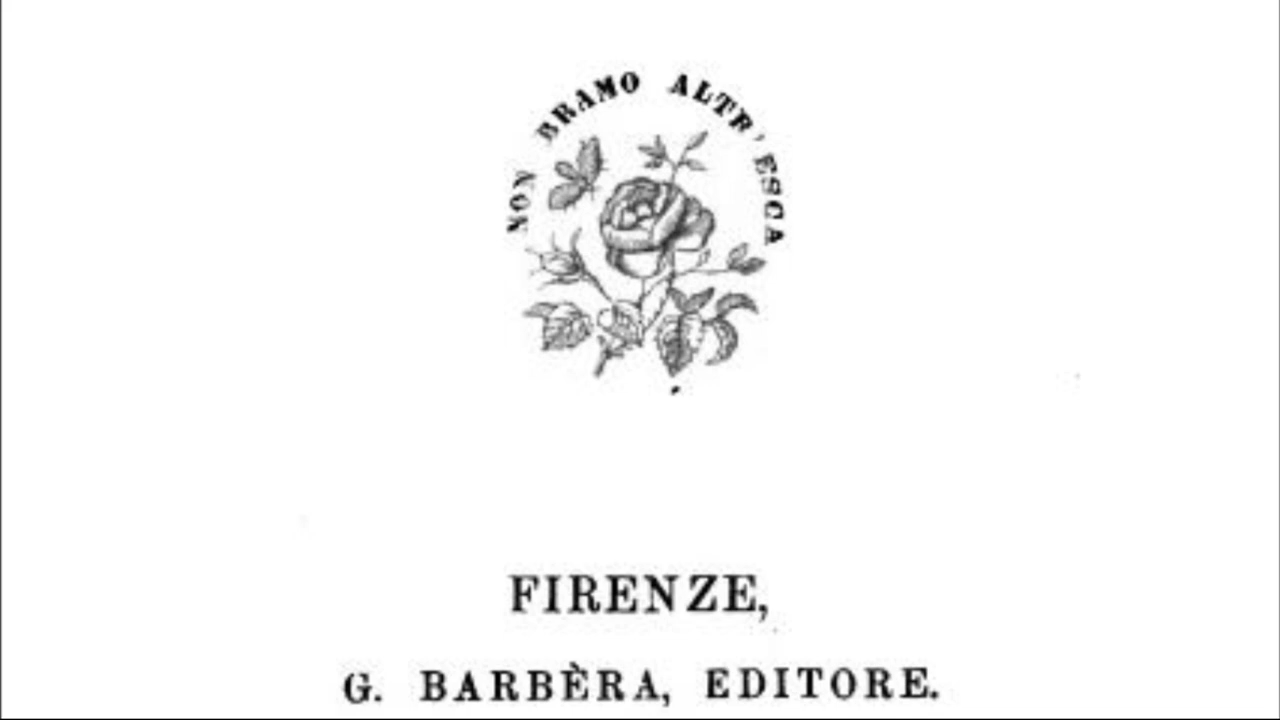 NON BRAMO ALTR' ESCA
FIRENZE,
G. BARBÈRA, EDITORE.